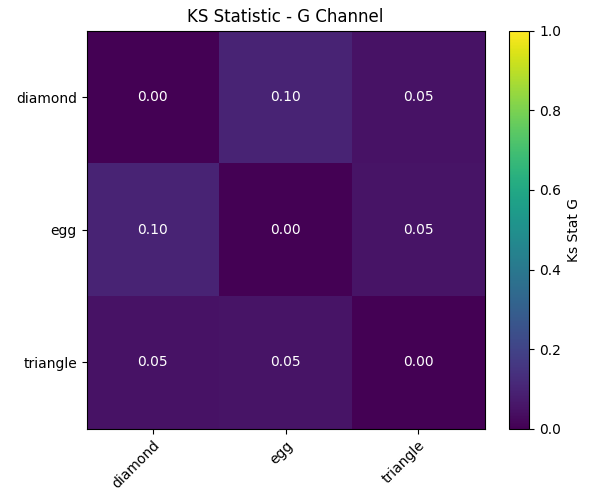 KS Statistic - G Channel
diamond 0.00 0.10 0.05
egg 0.10 0.00 0.05
triangle 0.05 0.05 0.00
diamond egg triangle
1.0
0.8
0.6
0.4
0.2
0.0
Ks Stat G